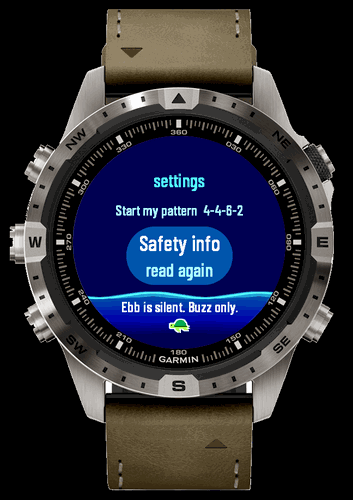 360
030
NE
060
E
120
SE
150
180
S
210
SW
240
W
270
300
NW
330
settings
Start my pattern 4-4-6-2
Safety info
read again
Ebb is silent. Buzz only.
GARMIN